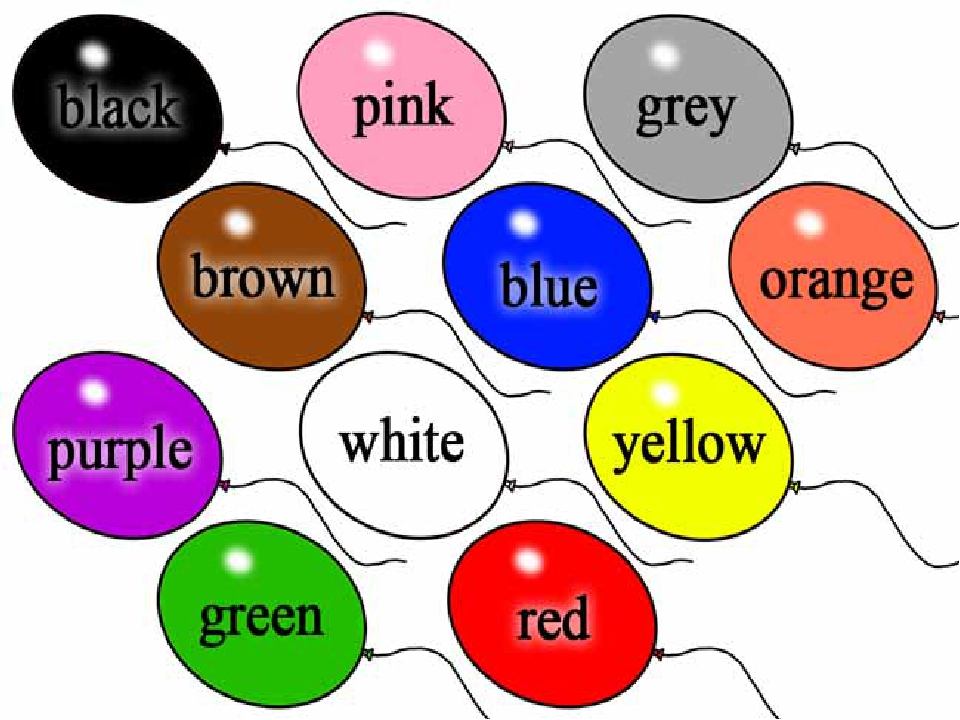 black pink grey
brown blue orange
purple white yellow
green red